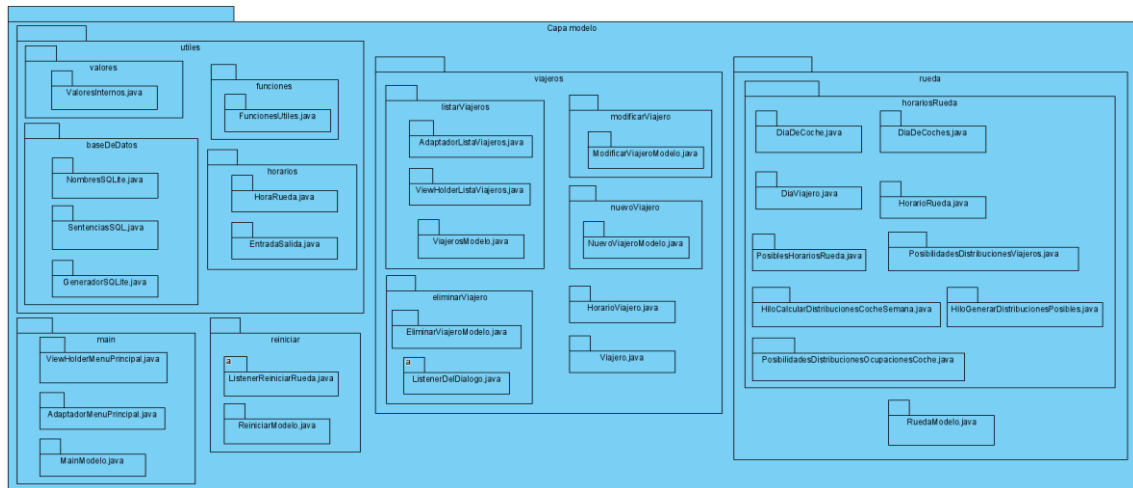 Capa modelo
utiles
valores
ValoresInternos.java
funciones
FuncionesUtiles.java
baseDeDatos
NombresSQLite.java
SentenciasSQL.java
GeneradorSQLite.java
horarios
HoraRueda.java
EntradaSalida.java
main
ViewHolderMenuPrincipal.java
AdaptadorMenuPrincipal.java
MainModelo.java
reiniciar
a
ListenerReiniciarRueda.java
ReiniciarModelo.java
viajeros
listarViajeros
AdaptadorListaViajeros.java
ViewHolderListaViajeros.java
ViajerosModelo.java
modificarViajero
ModificarViajeroModelo.java
nuevoViajero
NuevoViajeroModelo.java
eliminarViajero
EliminarViajeroModelo.java
a
ListenerDelDialogo.java
HorarioViajero.java
Viajero.java
rueda
horariosRueda
DiaDeCoche.java
DiaDeCoches.java
DiaViajero.java
HorarioRueda.java
PosiblesHorariosRueda.java
PosibilidadesDistribucionesViajeros.java
HiloCalcularDistribucionesCocheSemana.java
HiloGenerarDistribucionesPosibles.java
PosibilidadesDistribucionesOcupacionesCoche.java
RuedaModelo.java